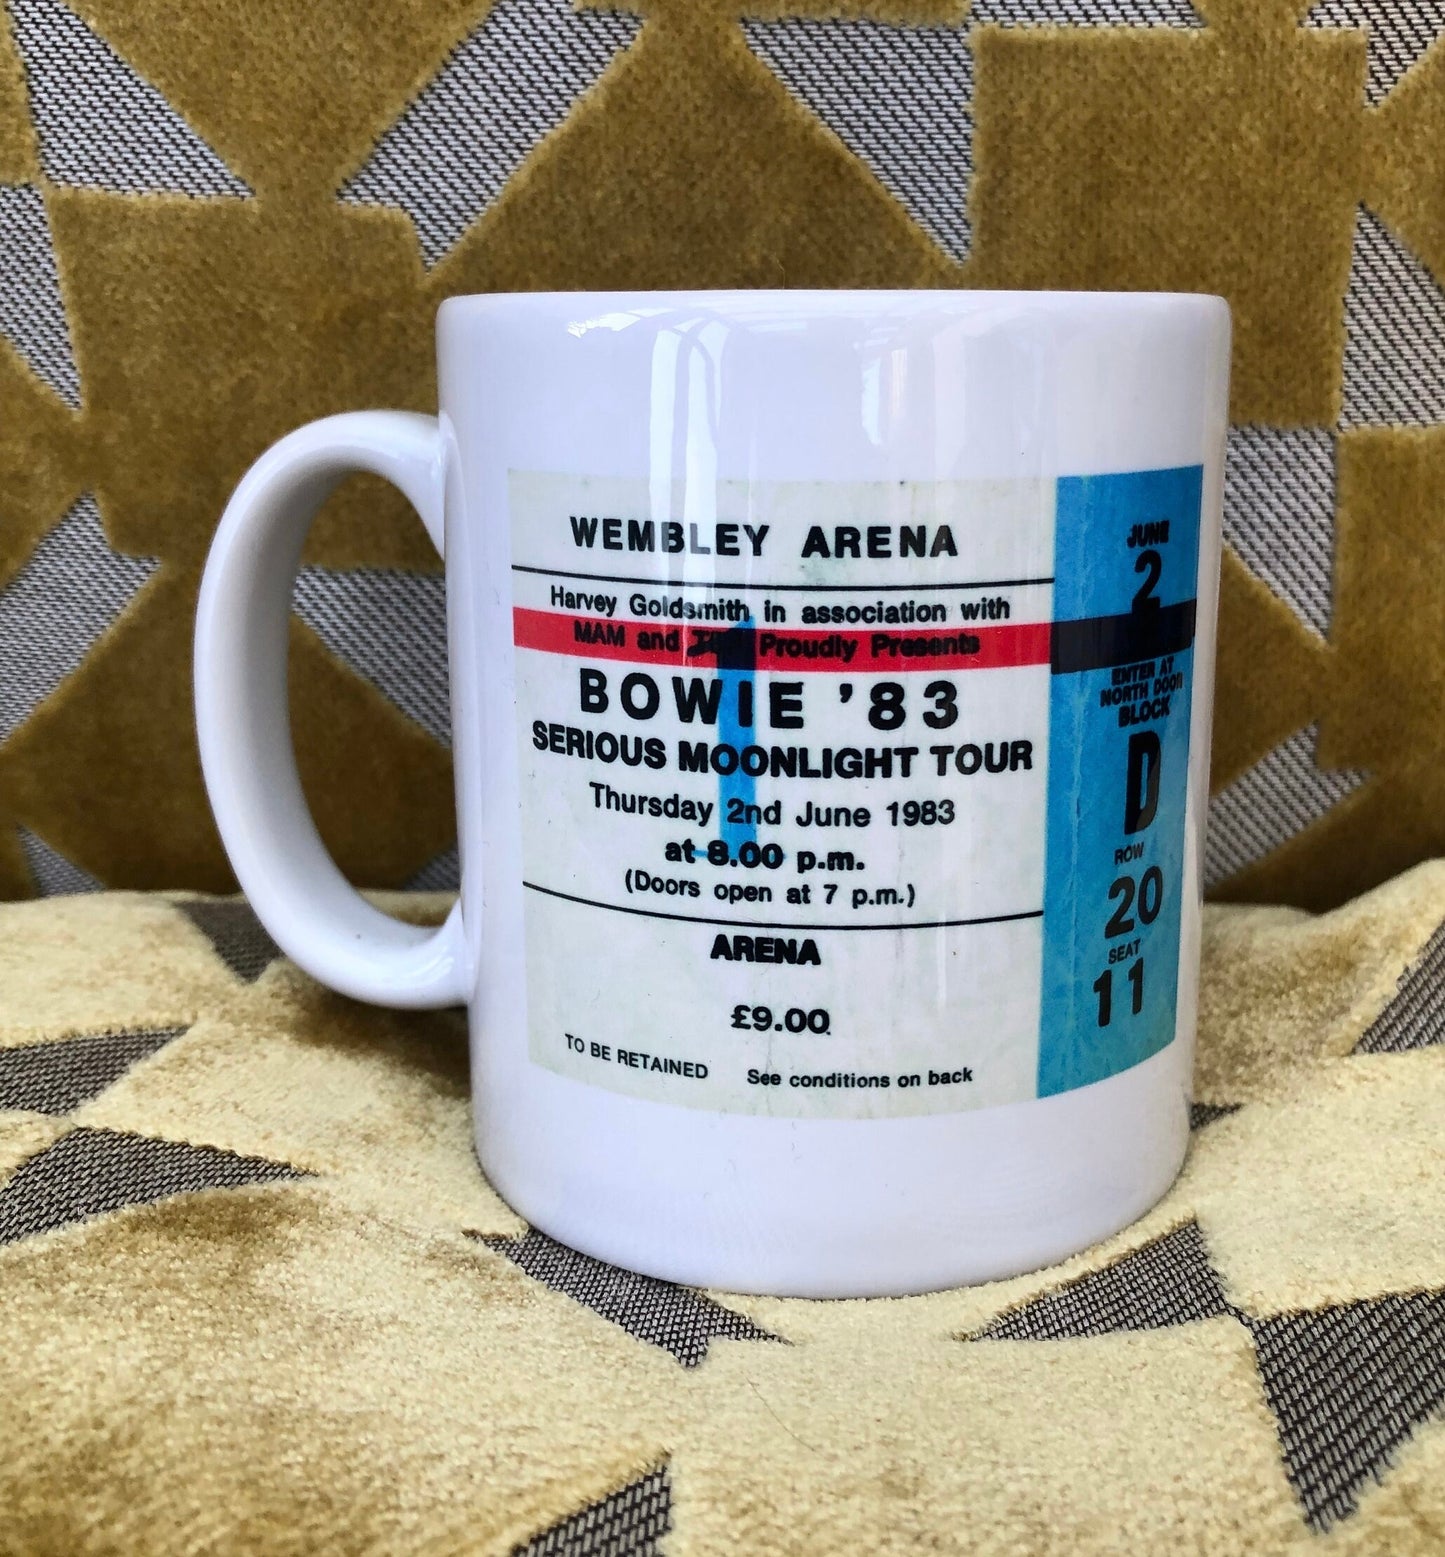 WEMBLEY ARENA
Harvey Goldsmith in association with
MAM and Proudly Presents
BOWIE '83
SERIOUS MOONLIGHT TOUR
Thursday 2nd June 1983
at 8.00 p.m.
(Doors open at 7 p.m.)
ARENA
£9.00
TO BE RETAINED See conditions on back
JUNE
2
ENTER AT
NORTH DOOR
BLOCK
D
ROW
20
SEAT
11
1